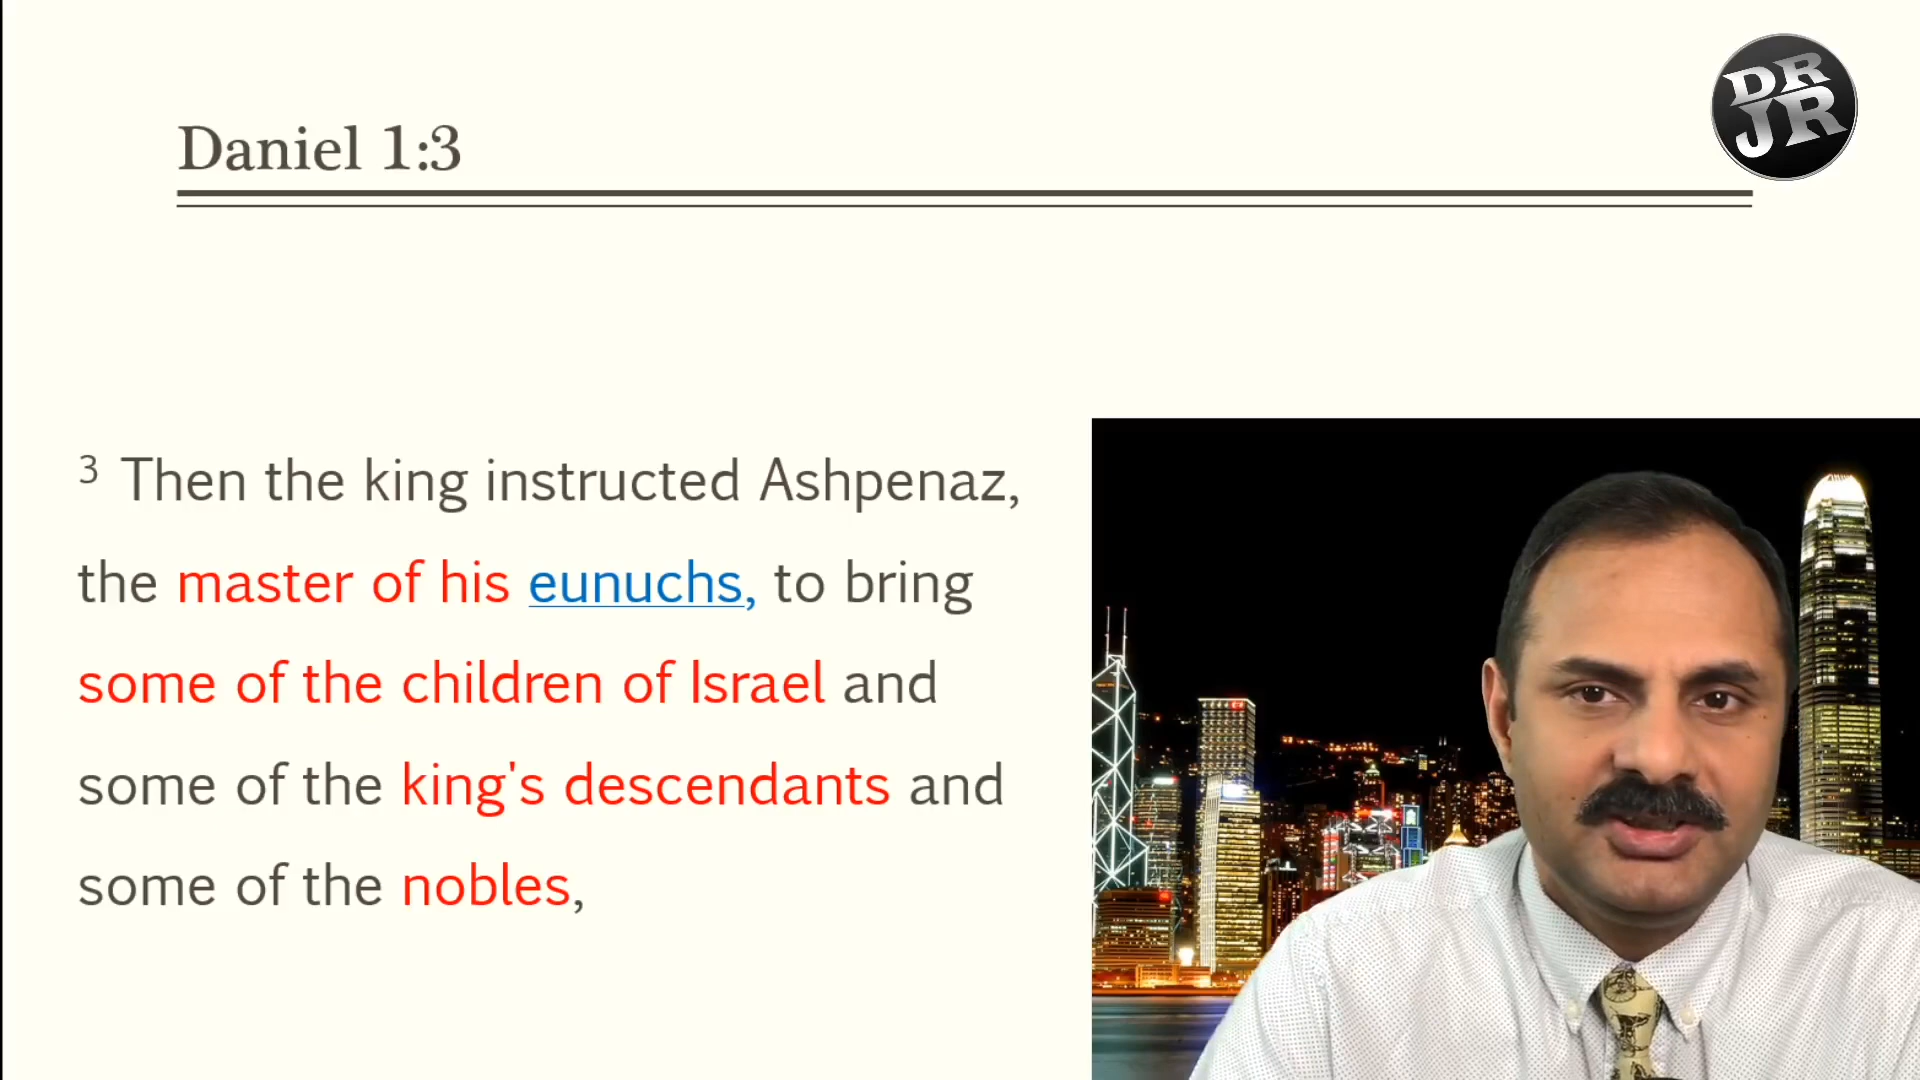 DR
JR
Daniel 1:3
3 Then the king instructed Ashpenaz,
the master of his eunuchs, to bring
some of the children of Israel and
some of the king's descendants and
some of the nobles,